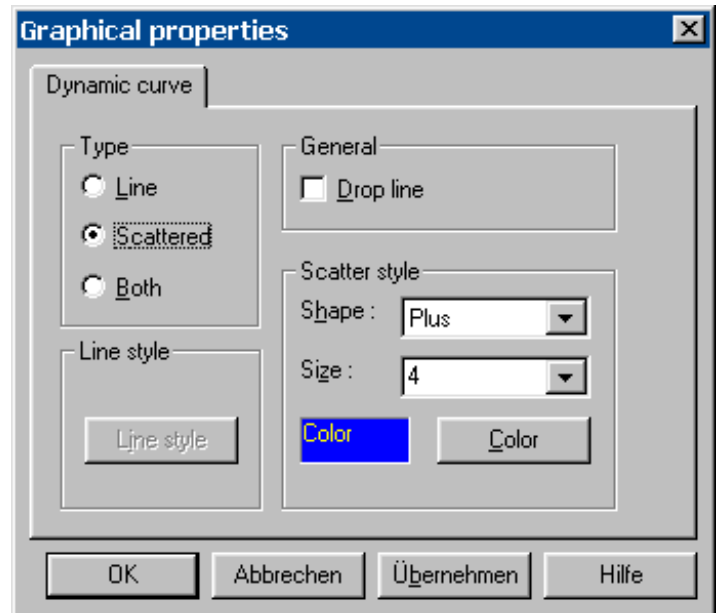 Graphical properties
Dynamic curve
Type
Line
Scattered
Both
General
Drop line
Line style
Line style
Scatter style
Shape :
Plus
Size :
4
Color
Color
OK
Abbrechen
Übernehmen
Hilfe